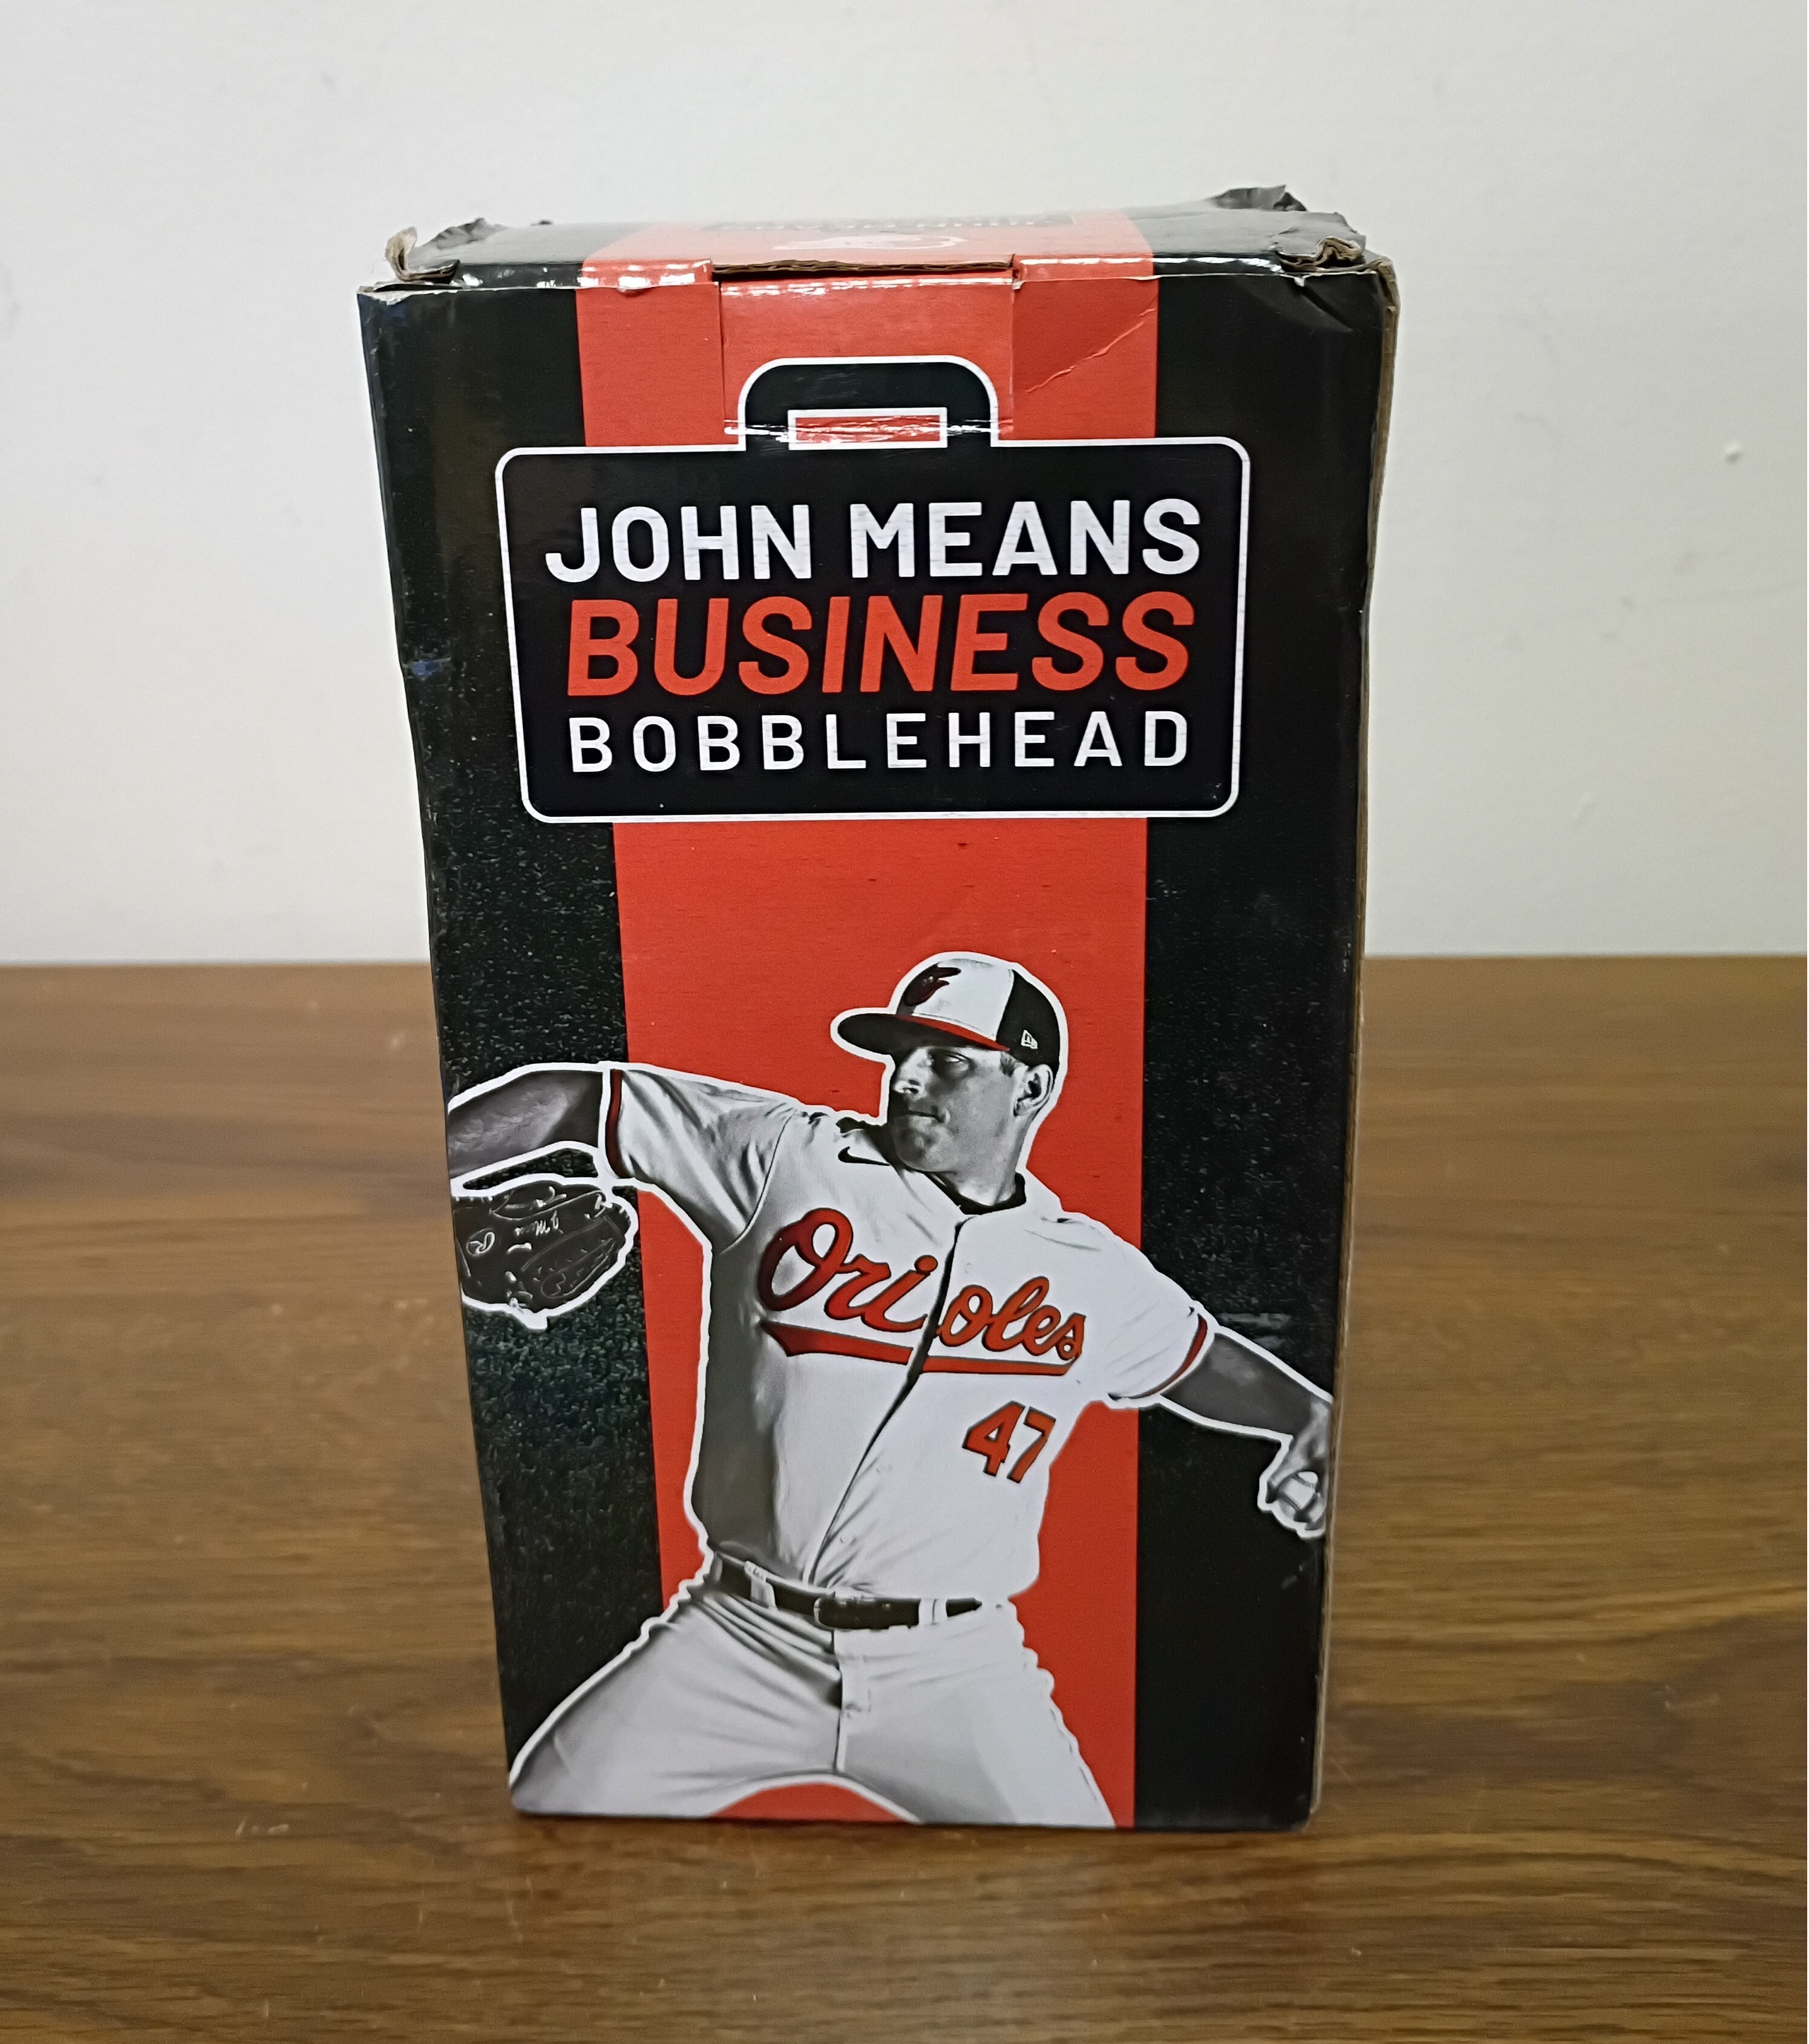 JOHN MEANS
BUSINESS
BOBBLEHEAD
Orioles
47